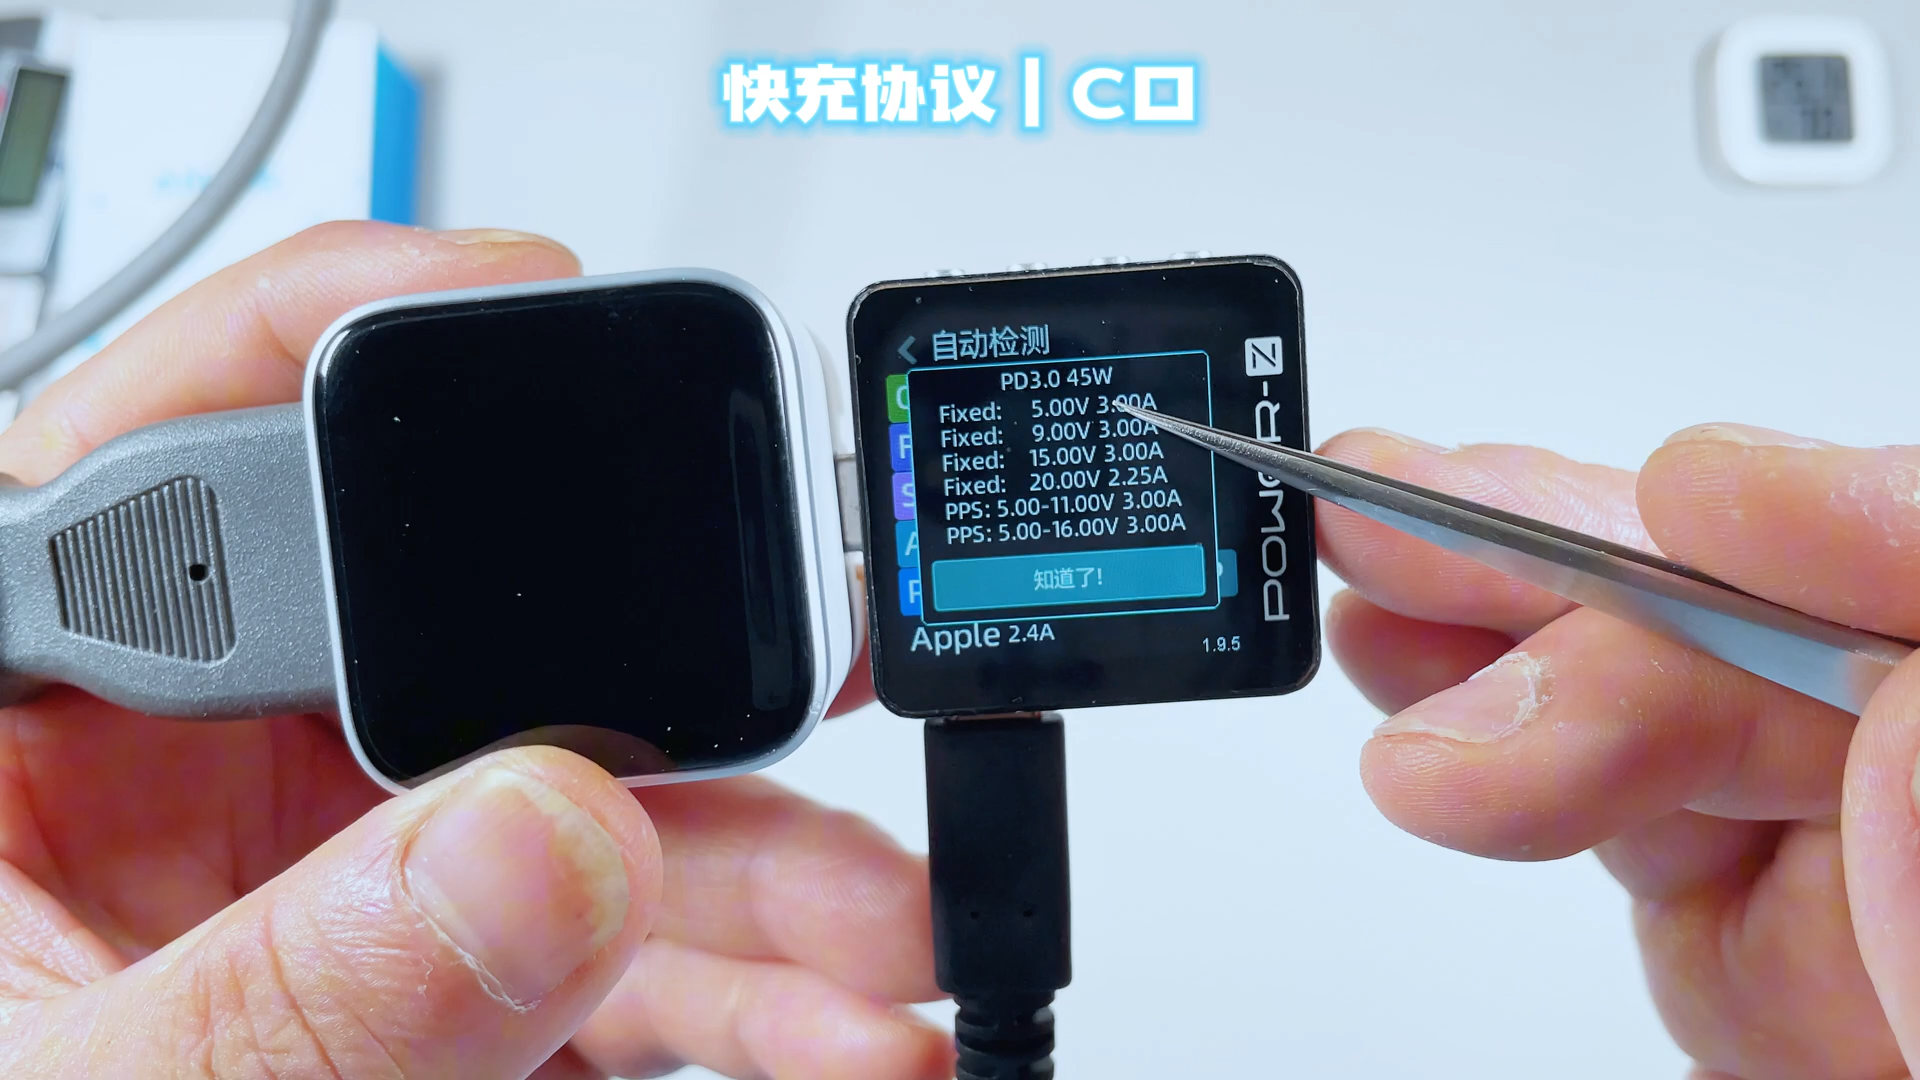 快充协议 | C口
自动检测
PD3.0 45W
Fixed: 5.00V 3.00A
Fixed: 9.00V 3.00A
Fixed: 15.00V 3.00A
Fixed: 20.00V 2.25A
PPS: 5.00-11.00V 3.00A
PPS: 5.00-16.00V 3.00A
知道了!
Apple 2.4A
1.9.5
POWER-Z